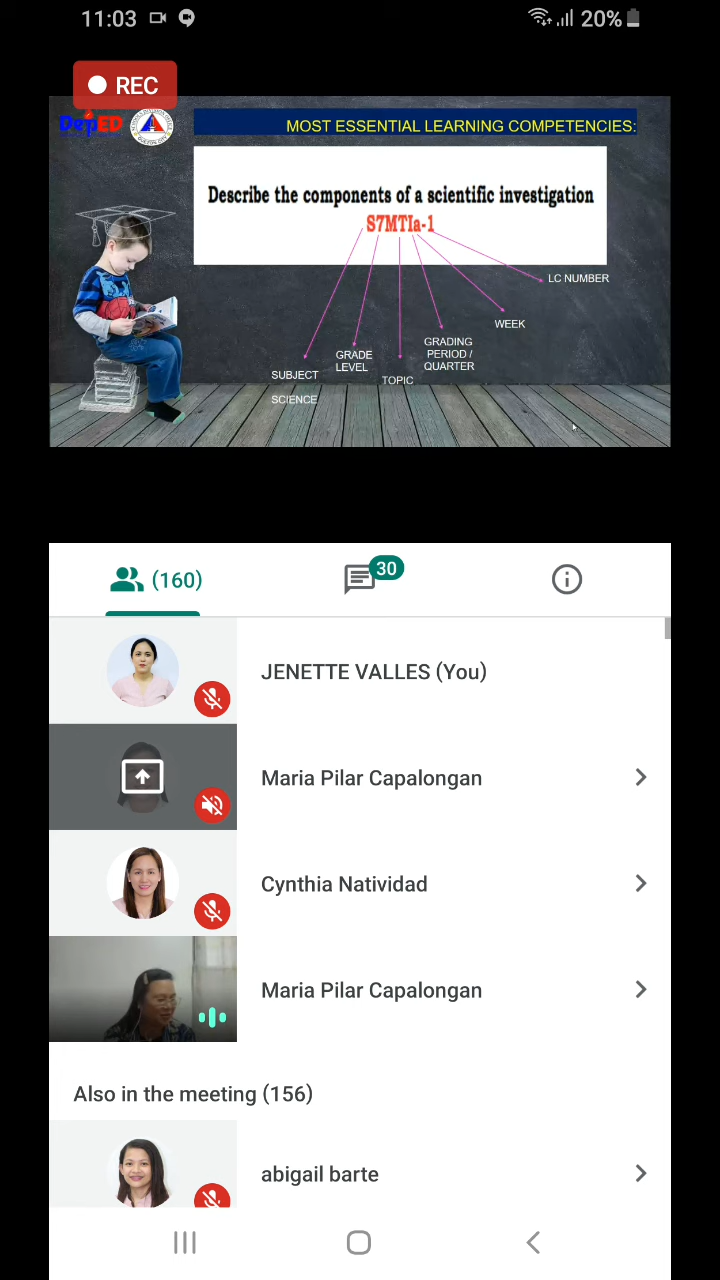 11:03
20%
REC
DepED
MOST ESSENTIAL LEARNING COMPETENCIES:
Describe the components of a scientific investigation
S7MTIa-1
LC NUMBER
WEEK
GRADING
PERIOD /
QUARTER
GRADE
LEVEL
TOPIC
SUBJECT
SCIENCE
(160)
30
JENETTE VALLES (You)
Maria Pilar Capalongan
Cynthia Natividad
Maria Pilar Capalongan
Also in the meeting (156)
abigail barte